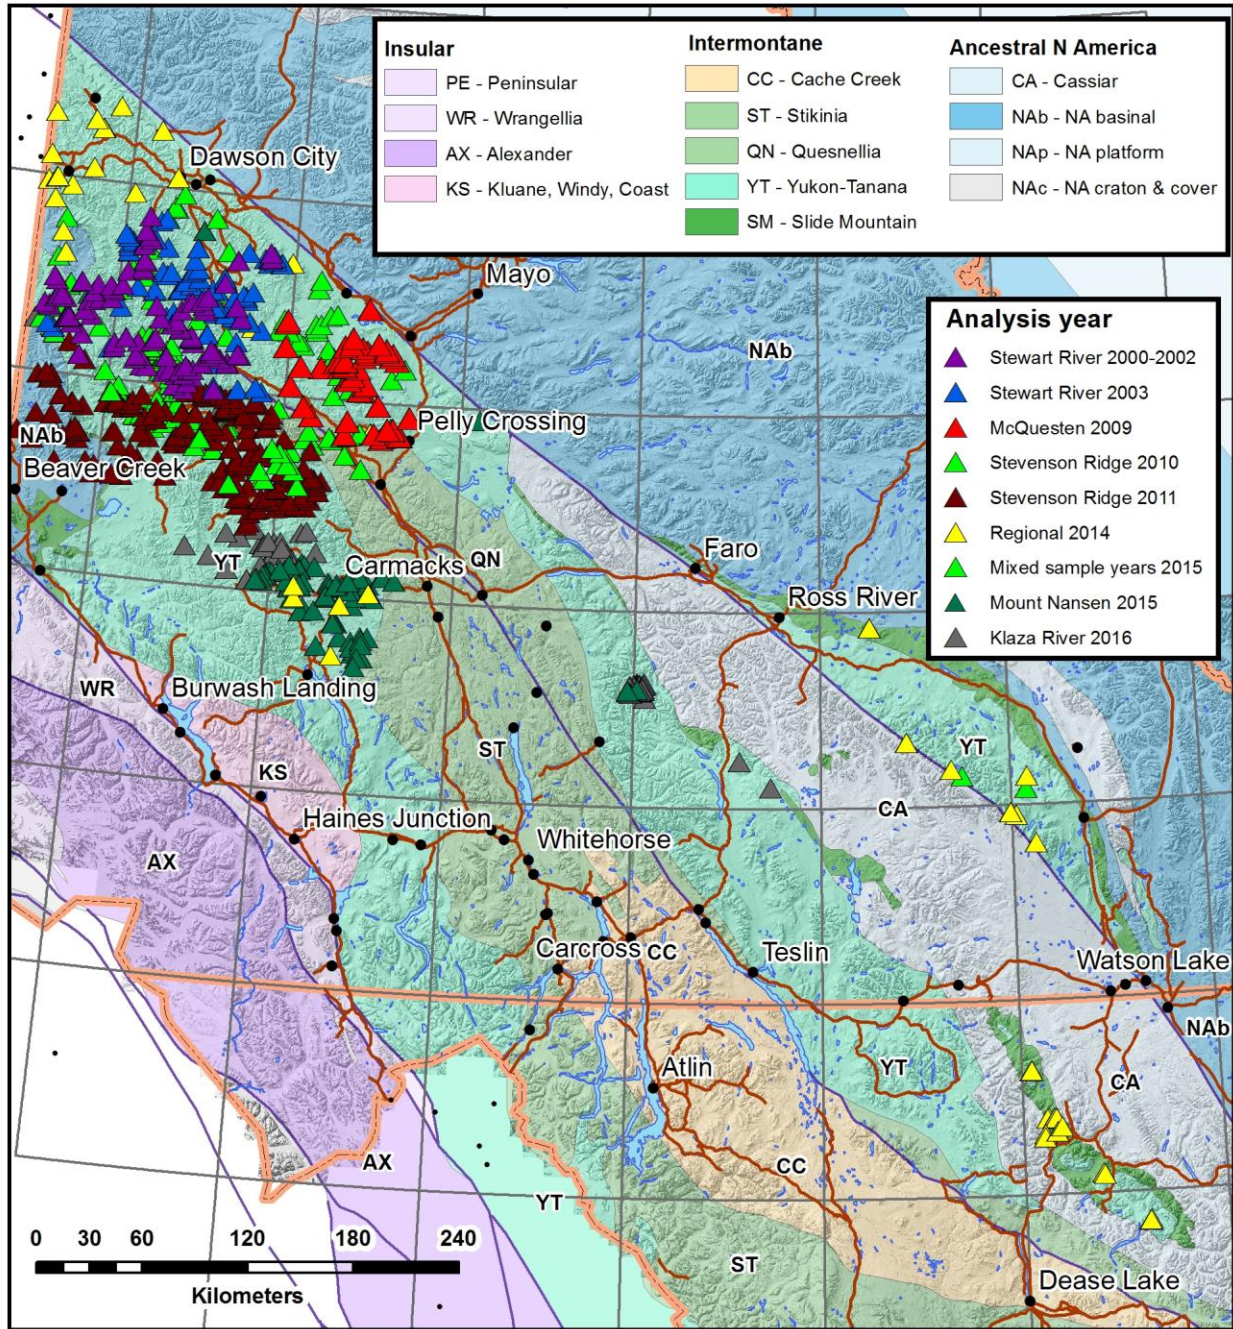 Insular
PE - Peninsular
WR - Wrangellia
AX - Alexander
KS - Kluane, Windy, Coast
Intermontane
CC - Cache Creek
ST - Stikinia
QN - Quesnellia
YT - Yukon-Tanana
SM - Slide Mountain
Ancestral N America
CA - Cassiar
NAb - NA basinal
NAp - NA platform
NAc - NA craton & cover
Analysis year
Stewart River 2000-2002
Stewart River 2003
McQuesten 2009
Stevenson Ridge 2010
Stevenson Ridge 2011
Regional 2014
Mixed sample years 2015
Mount Nansen 2015
Klaza River 2016
Dawson City
Mayo
NAb
Pelly Crossing
NAb
Beaver Creek
YT
Carmacks
QN
Faro
Ross River
WR
Burwash Landing
KS
ST
YT
CA
Haines Junction
Whitehorse
AX
Carcross
CC
Teslin
Watson Lake
NAb
Atlin
YT
CA
AX
CC
YT
ST
Dease Lake
0 30 60 120 180 240
Kilometers